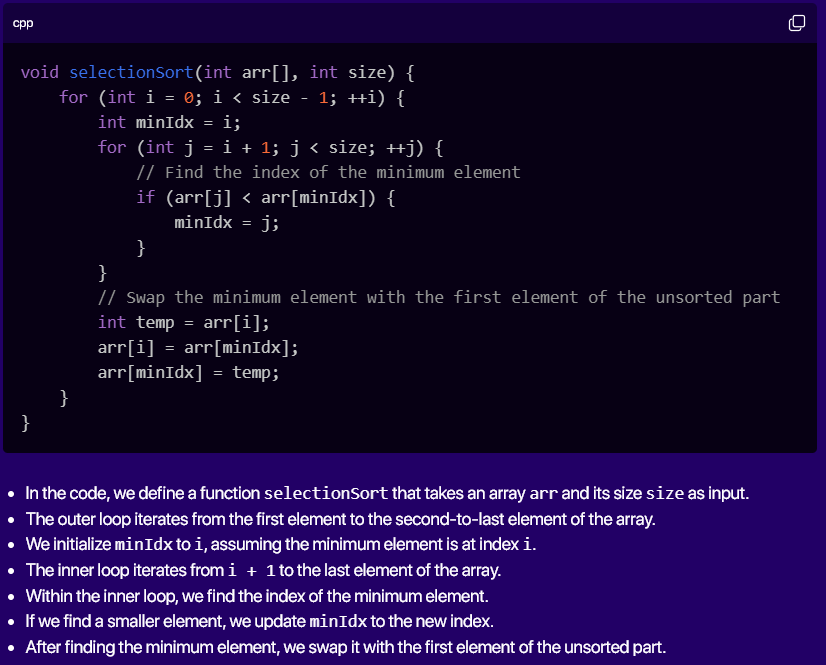 cpp
void selectionSort(int arr[], int size) {
    for (int i = 0; i < size - 1; ++i) {
        int minIdx = i;
        for (int j = i + 1; j < size; ++j) {
            // Find the index of the minimum element
            if (arr[j] < arr[minIdx]) {
                minIdx = j;
            }
        }
        // Swap the minimum element with the first element of the unsorted part
        int temp = arr[i];
        arr[i] = arr[minIdx];
        arr[minIdx] = temp;
    }
}
• In the code, we define a function selectionSort that takes an array arr and its size size as input.
• The outer loop iterates from the first element to the second-to-last element of the array.
• We initialize minIdx to i, assuming the minimum element is at index i.
• The inner loop iterates from i + 1 to the last element of the array.
• Within the inner loop, we find the index of the minimum element.
• If we find a smaller element, we update minIdx to the new index.
• After finding the minimum element, we swap it with the first element of the unsorted part.